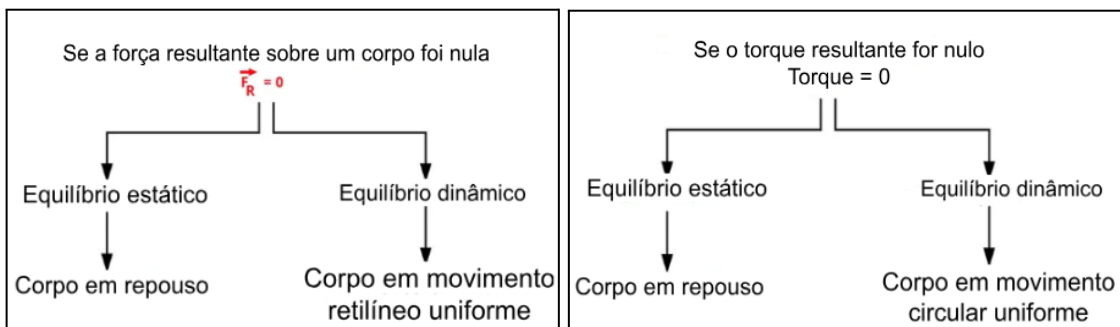 Se a força resultante sobre um corpo foi nula
F_R = 0
Equilíbrio estático
Equilíbrio dinâmico
Corpo em repouso
Corpo em movimento
retilíneo uniforme
Se o torque resultante for nulo
Torque = 0
Equilíbrio estático
Equilíbrio dinâmico
Corpo em repouso
Corpo em movimento
circular uniforme